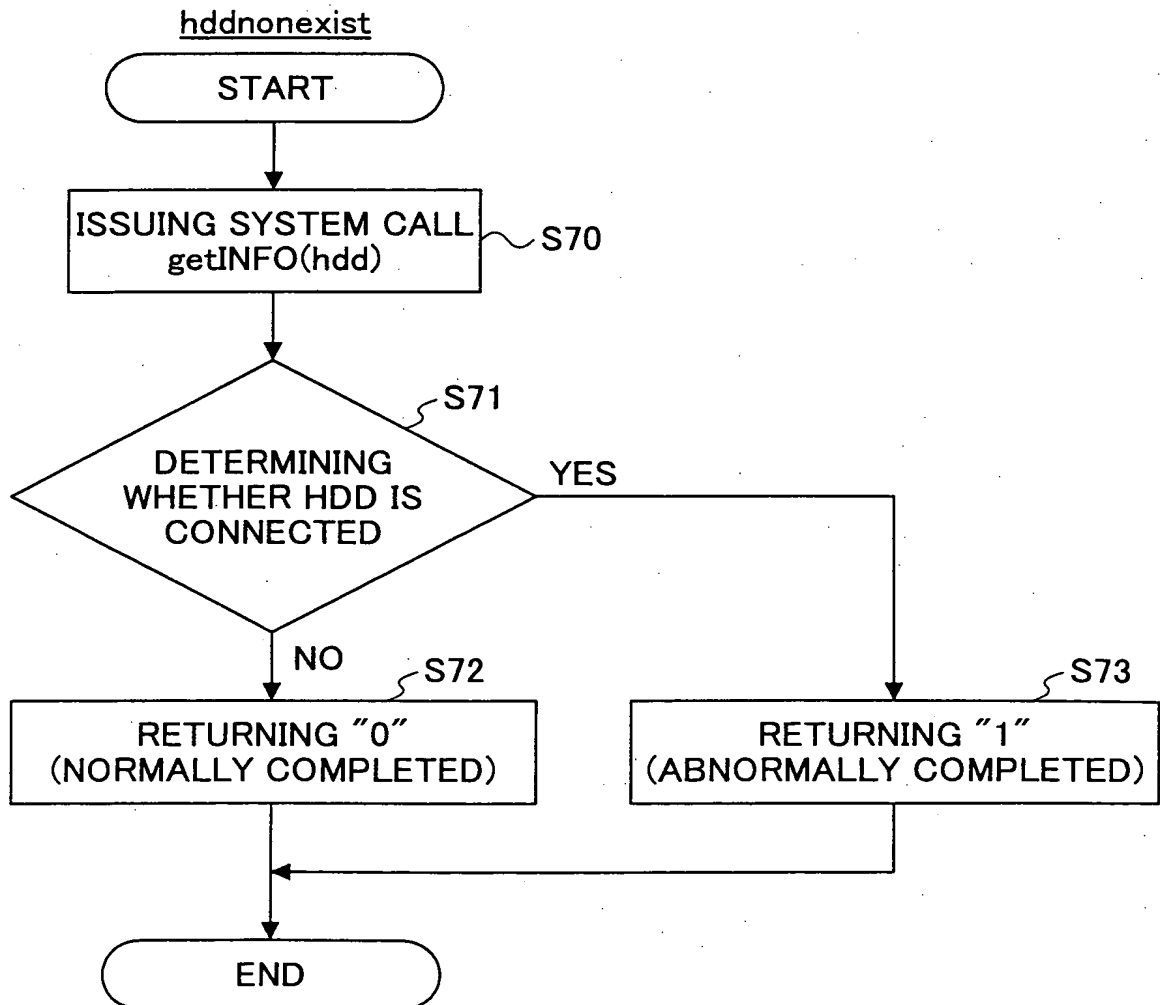 hddnonexist
START
ISSUING SYSTEM CALL
getINFO(hdd)
S70
S71
DETERMINING
WHETHER HDD IS
CONNECTED
YES
NO
S72
RETURNING "0"
(NORMALLY COMPLETED)
S73
RETURNING "1"
(ABNORMALLY COMPLETED)
END